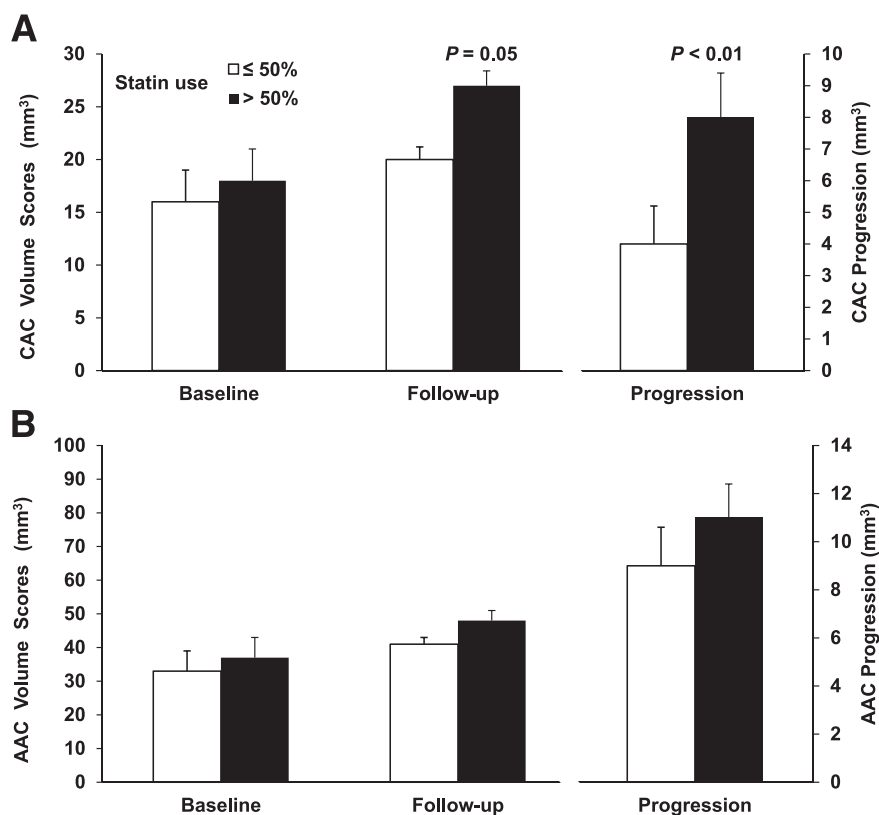 A
Statin use
≤ 50%
> 50%
P = 0.05
P < 0.01
CAC Volume Scores (mm³)
30
25
20
15
10
5
0
CAC Progression (mm³)
10
9
8
7
6
5
4
3
2
1
0
Baseline
Follow-up
Progression
B
AAC Volume Scores (mm³)
100
90
80
70
60
50
40
30
20
10
0
AAC Progression (mm³)
14
12
10
8
6
4
2
0
Baseline
Follow-up
Progression